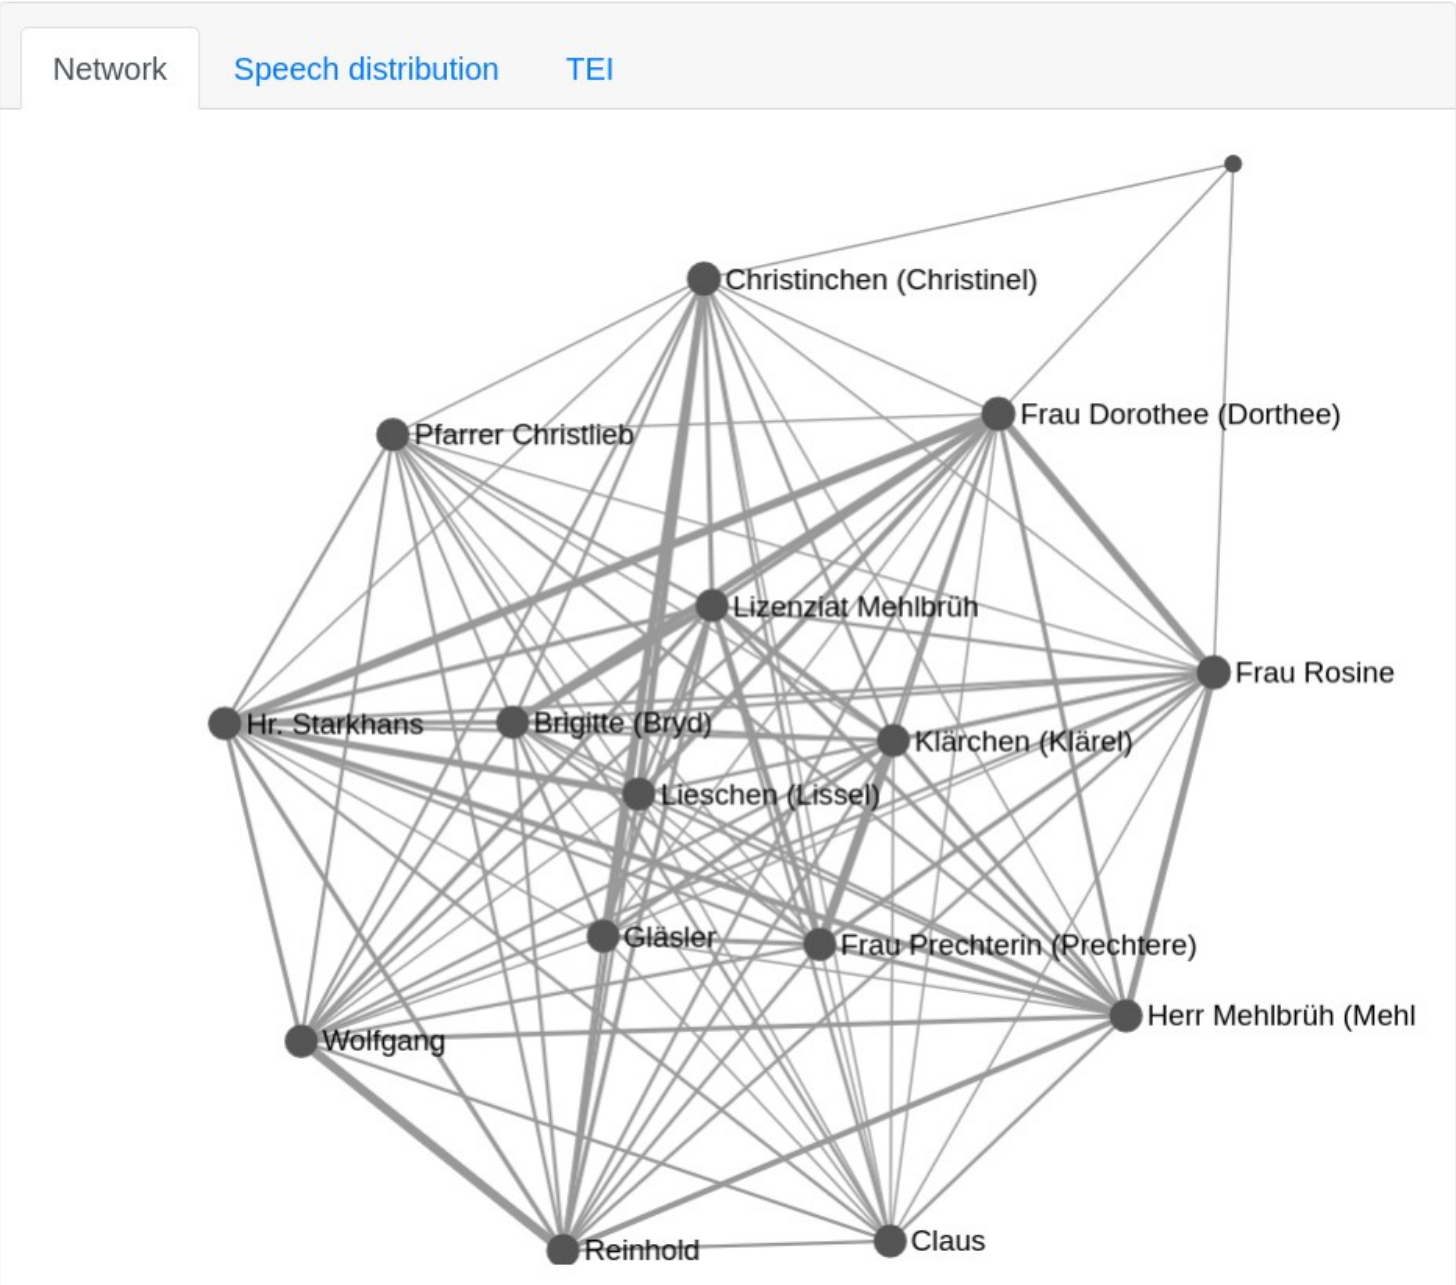 Network
Speech distribution
TEI
Christinchen (Christinel)
Frau Dorothee (Dorthee)
Pfarrer Christlieb
Lizenziat Mehlbrüh
Frau Rosine
Hr. Starkhans
Brigitte (Bryd)
Klärchen (Klärel)
Lieschen (Lissel)
Gläsler
Frau Prechterin (Prechtere)
Herr Mehlbrüh (Mehl
Wolfgang
Reinhold
Claus